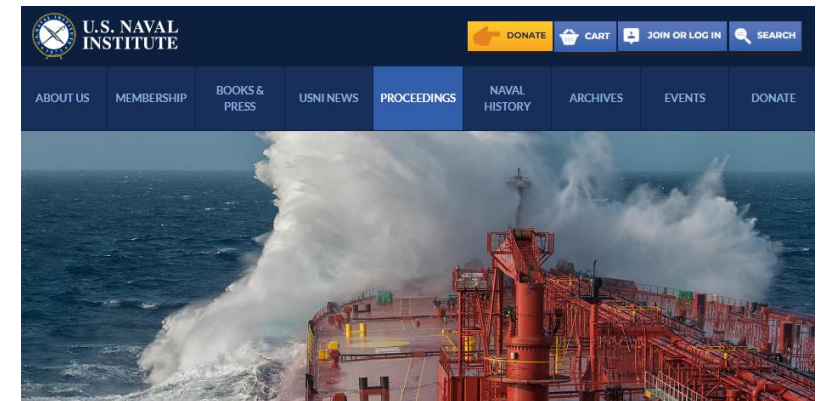 U.S. NAVAL
INSTITUTE
DONATE
CART
JOIN OR LOG IN
SEARCH
ABOUT US
MEMBERSHIP
BOOKS &
PRESS
USNI NEWS
PROCEEDINGS
NAVAL
HISTORY
ARCHIVES
EVENTS
DONATE